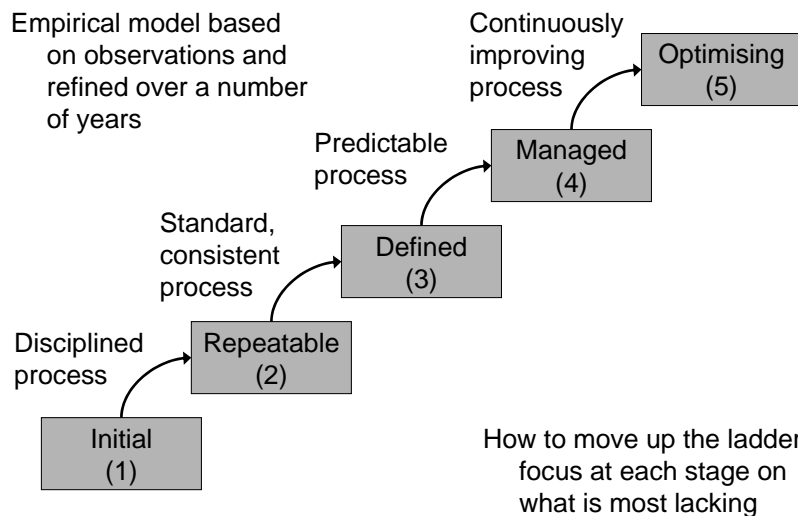 Empirical model based
on observations and
refined over a number
of years
Continuously
improving
process
Optimising
(5)
Predictable
process
Managed
(4)
Standard,
consistent
process
Defined
(3)
Disciplined
process
Repeatable
(2)
Initial
(1)
How to move up the ladder
focus at each stage on
what is most lacking